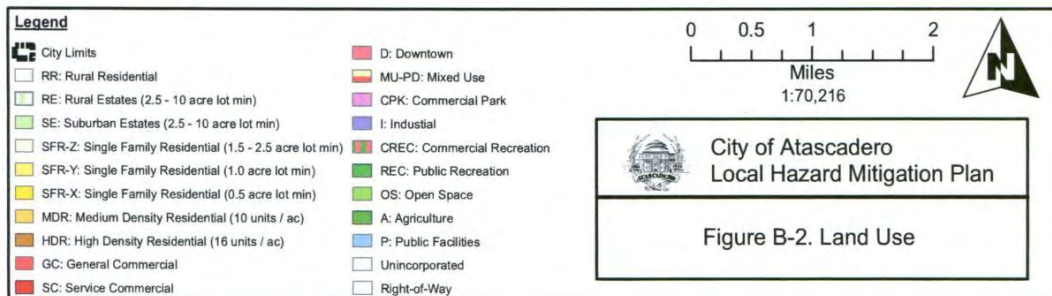 Legend
City Limits
RR: Rural Residential
RE: Rural Estates (2.5 - 10 acre lot min)
SE: Suburban Estates (2.5 - 10 acre lot min)
SFR-Z: Single Family Residential (1.5 - 2.5 acre lot min)
SFR-Y: Single Family Residential (1.0 acre lot min)
SFR-X: Single Family Residential (0.5 acre lot min)
MDR: Medium Density Residential (10 units / ac)
HDR: High Density Residential (16 units / ac)
GC: General Commercial
SC: Service Commercial
D: Downtown
MU-PD: Mixed Use
CPK: Commercial Park
I: Industial
CREC: Commercial Recreation
REC: Public Recreation
OS: Open Space
A: Agriculture
P: Public Facilities
Unincorporated
Right-of-Way
0 0.5 1 2
Miles
1:70,216
N
City of Atascadero
Local Hazard Mitigation Plan
Figure B-2. Land Use